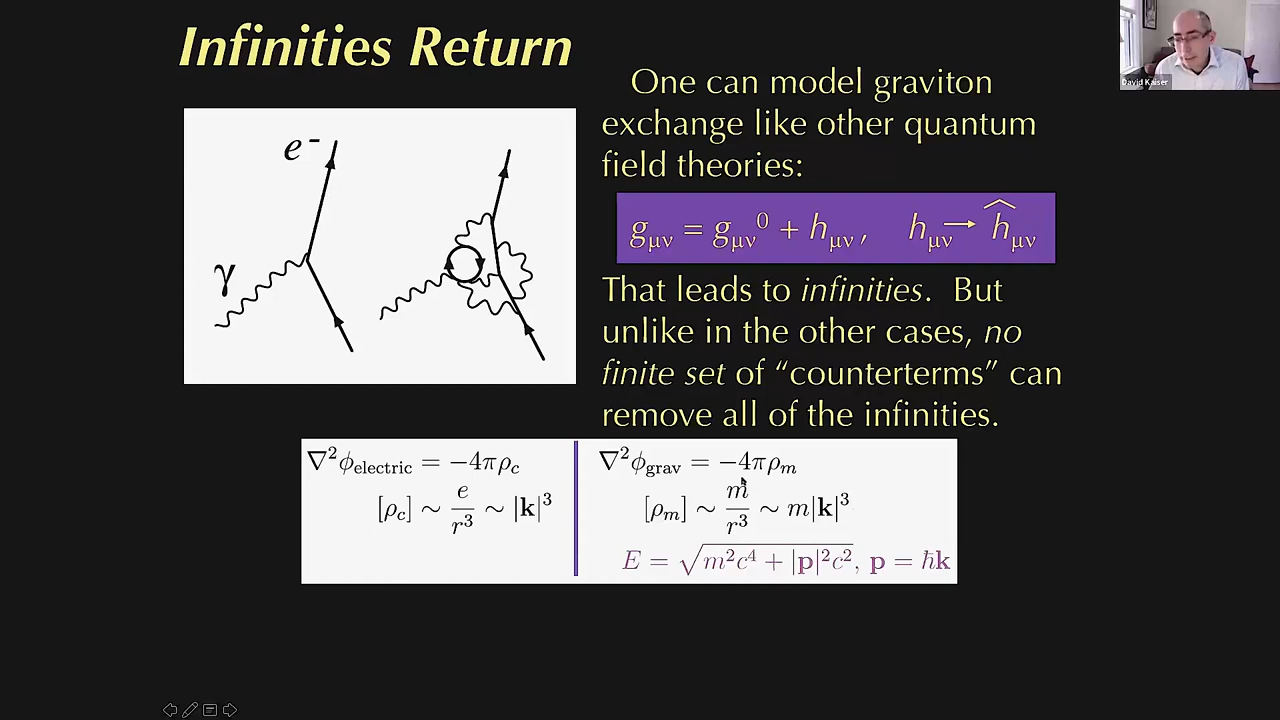 Infinities Return
David Kaiser
e⁻
γ
One can model graviton
exchange like other quantum
field theories:
g_μν = g_μν⁰ + h_μν, h_μν → ĥ_μν
That leads to infinities. But
unlike in the other cases, no
finite set of “counterterms” can
remove all of the infinities.
∇²ϕ_electric = −4πρ_c
[ρ_c] ∼ e/r³ ∼ |k|³
∇²ϕ_grav = −4πρ_m
[ρ_m] ∼ m/r³ ∼ m|k|³
E = √(m²c⁴ + |p|²c²), p = ℏk